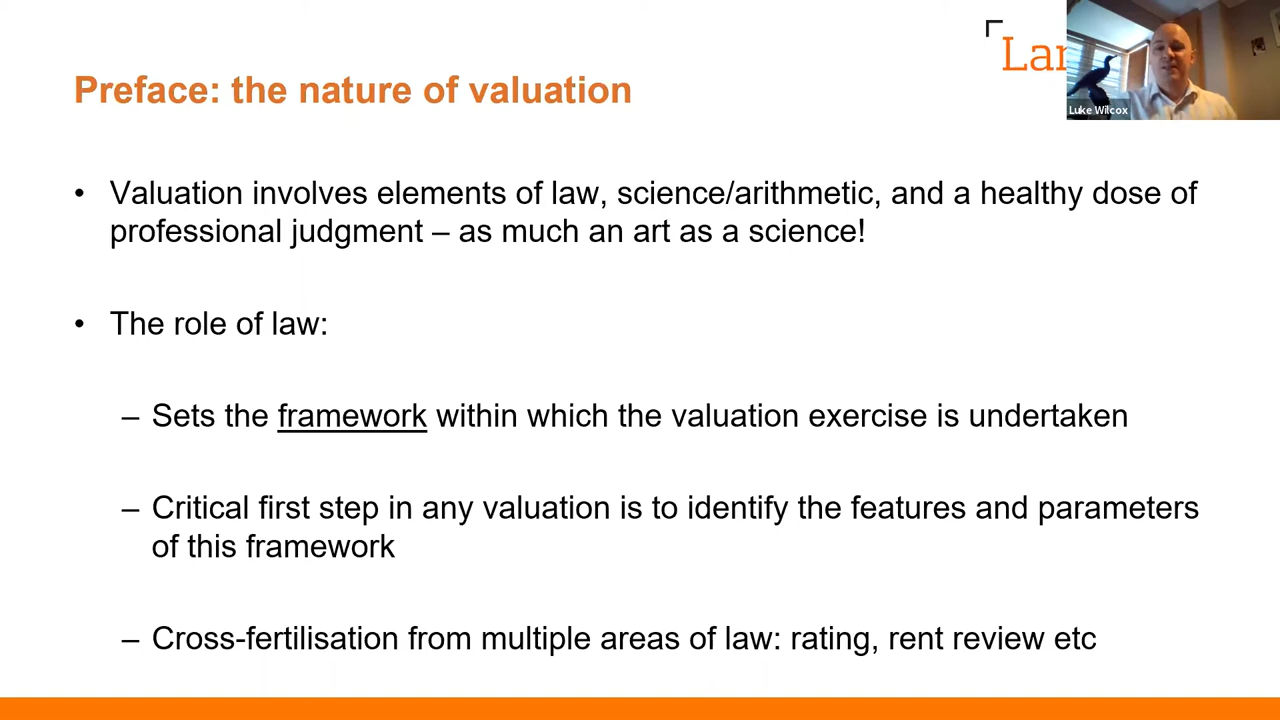 Preface: the nature of valuation
Luke Wilcox
• Valuation involves elements of law, science/arithmetic, and a healthy dose of
professional judgment – as much an art as a science!
• The role of law:
– Sets the framework within which the valuation exercise is undertaken
– Critical first step in any valuation is to identify the features and parameters
of this framework
– Cross-fertilisation from multiple areas of law: rating, rent review etc